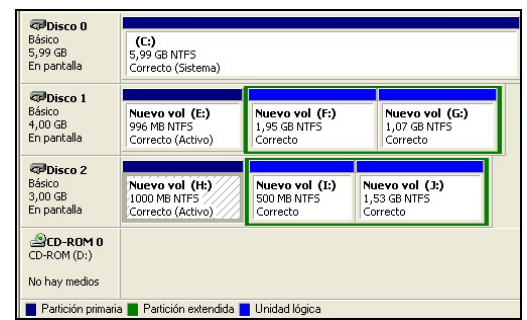 Disco 0
Básico
5,99 GB
En pantalla
(C:)
5,99 GB NTFS
Correcto (Sistema)
Disco 1
Básico
4,00 GB
En pantalla
Nuevo vol (E:)
996 MB NTFS
Correcto (Activo)
Nuevo vol (F:)
1,95 GB NTFS
Correcto
Nuevo vol (G:)
1,07 GB NTFS
Correcto
Disco 2
Básico
3,00 GB
En pantalla
Nuevo vol (H:)
1000 MB NTFS
Correcto (Activo)
Nuevo vol (I:)
500 MB NTFS
Correcto
Nuevo vol (J:)
1,53 GB NTFS
Correcto
CD-ROM 0
CD-ROM (D:)
No hay medios
Partición primaria Partición extendida Unidad lógica